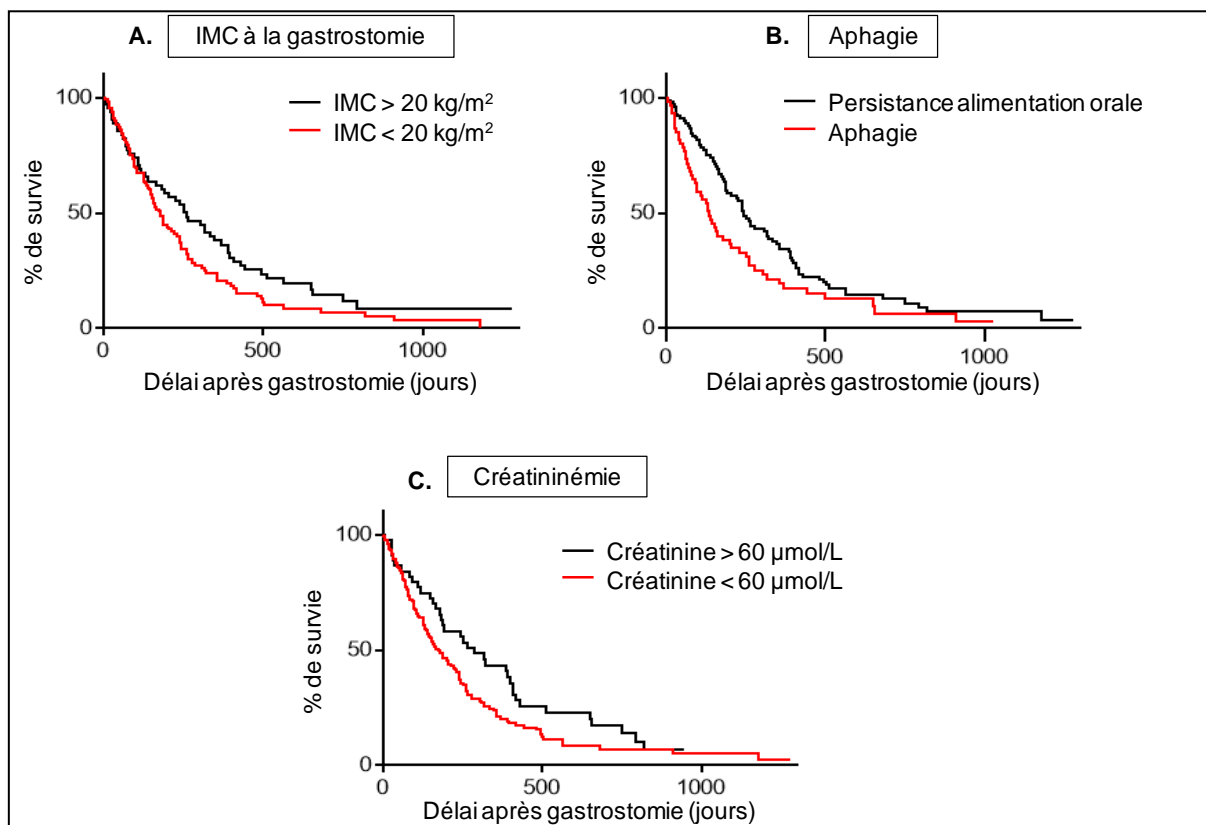 A. IMC à la gastrostomie
100
50
0
% de survie
IMC > 20 kg/m²
IMC < 20 kg/m²
0 500 1000
Délai après gastrostomie (jours)
B. Aphagie
100
50
0
% de survie
Persistance alimentation orale
Aphagie
0 500 1000
Délai après gastrostomie (jours)
C. Créatininémie
100
50
0
% de survie
Créatinine > 60 µmol/L
Créatinine < 60 µmol/L
0 500 1000
Délai après gastrostomie (jours)